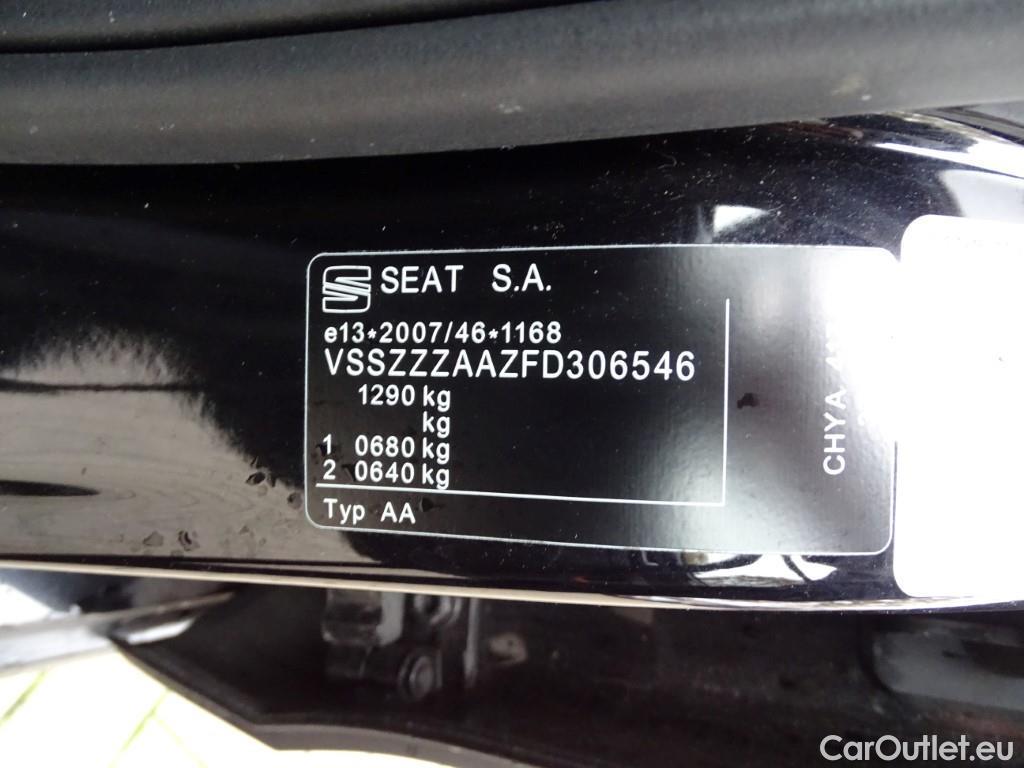 SEAT S.A.
e13*2007/46*1168
VSSZZZAAZFD306546
1290 kg
kg
1 0680 kg
2 0640 kg
Typ AA
CHYA
CarOutlet.eu